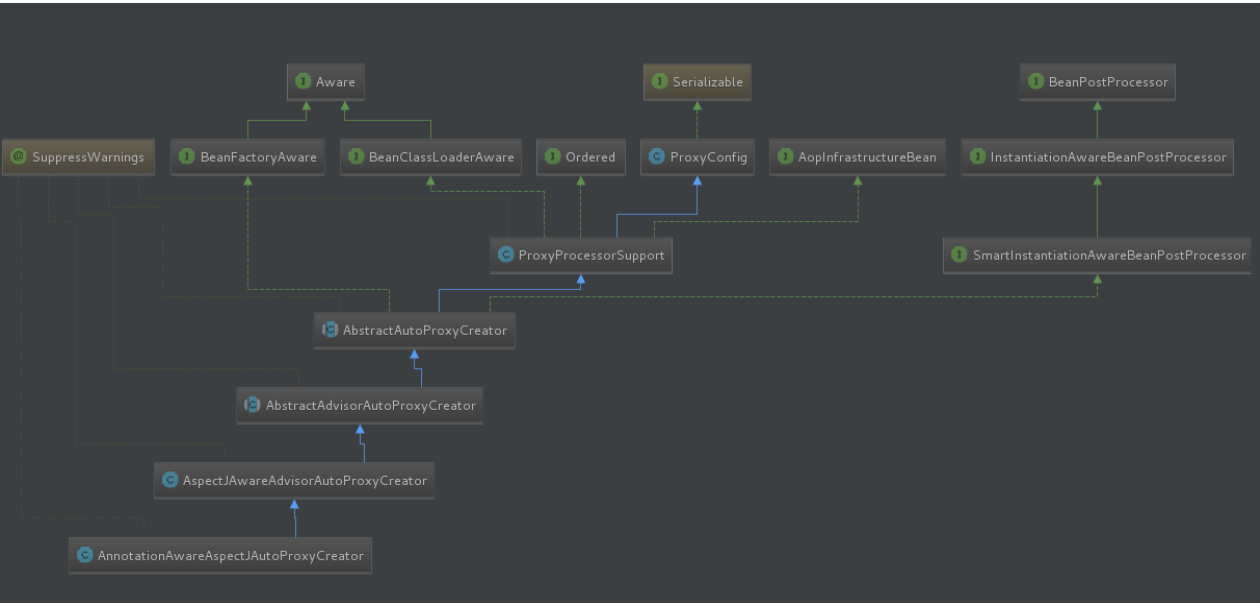 Aware
Serializable
BeanPostProcessor
SuppressWarnings
BeanFactoryAware
BeanClassLoaderAware
Ordered
ProxyConfig
AopInfrastructureBean
InstantiationAwareBeanPostProcessor
ProxyProcessorSupport
SmartInstantiationAwareBeanPostProcessor
AbstractAutoProxyCreator
AbstractAdvisorAutoProxyCreator
AspectJAwareAdvisorAutoProxyCreator
AnnotationAwareAspectJAutoProxyCreator